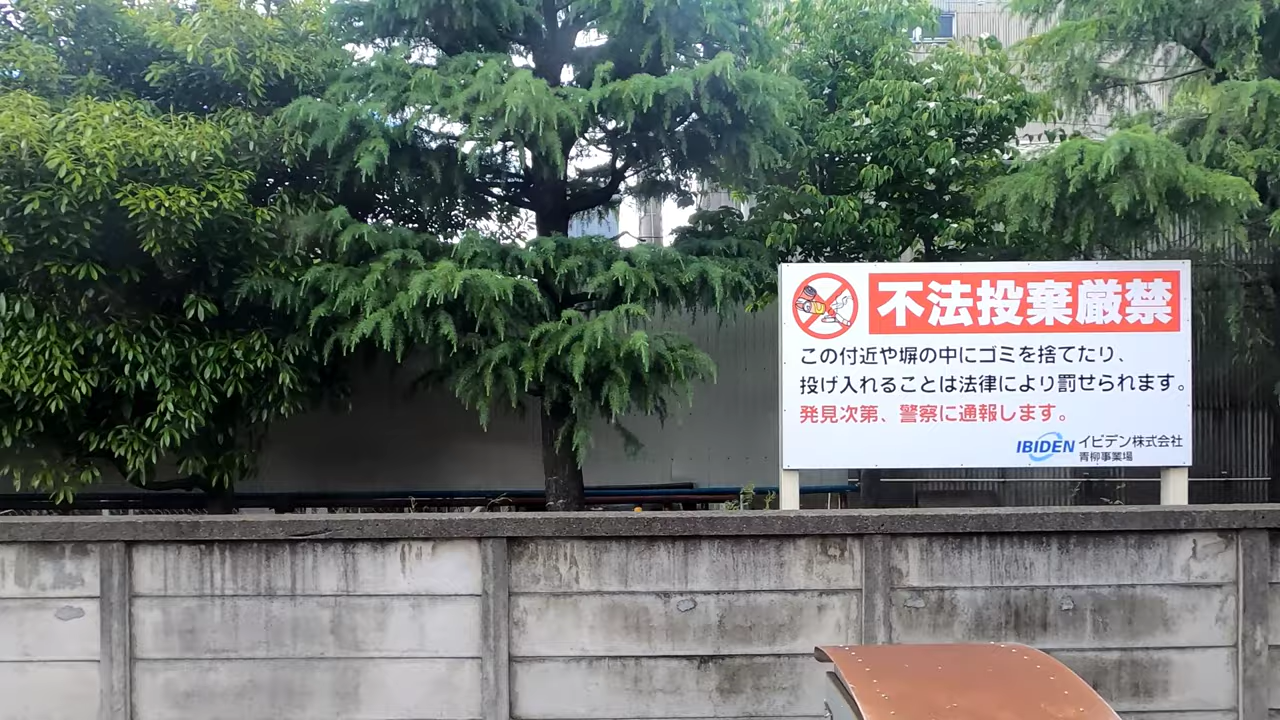 不法投棄厳禁
この付近や塀の中にゴミを捨てたり、
投げ入れることは法律により罰せられます。
発見次第、警察に通報します。
IBIDEN イビデン株式会社
青柳事業場